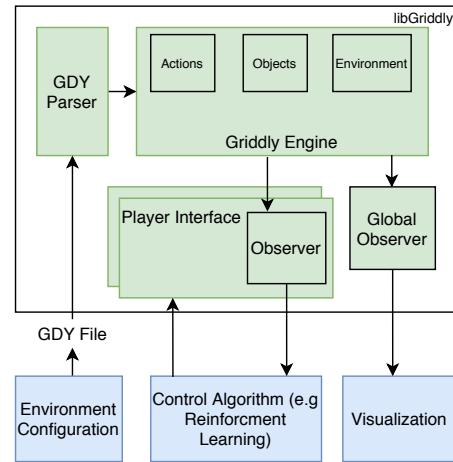 libGriddly
GDY
Parser
Actions
Objects
Environment
Griddly Engine
Player Interface
Observer
Global
Observer
GDY File
Environment
Configuration
Control Algorithm (e.g
Reinforcment
Learning)
Visualization